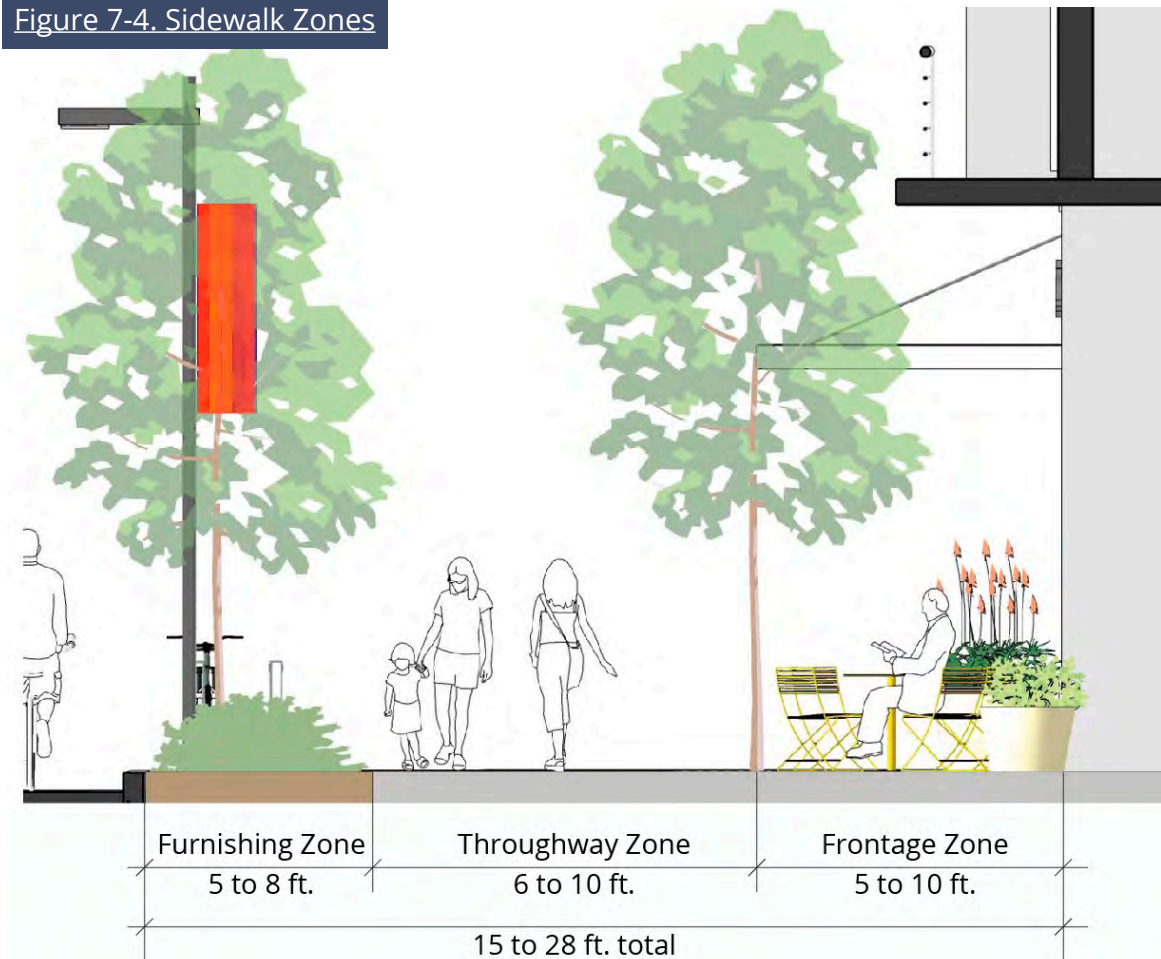 Figure 7-4. Sidewalk Zones
Furnishing Zone
5 to 8 ft.
Throughway Zone
6 to 10 ft.
Frontage Zone
5 to 10 ft.
15 to 28 ft. total